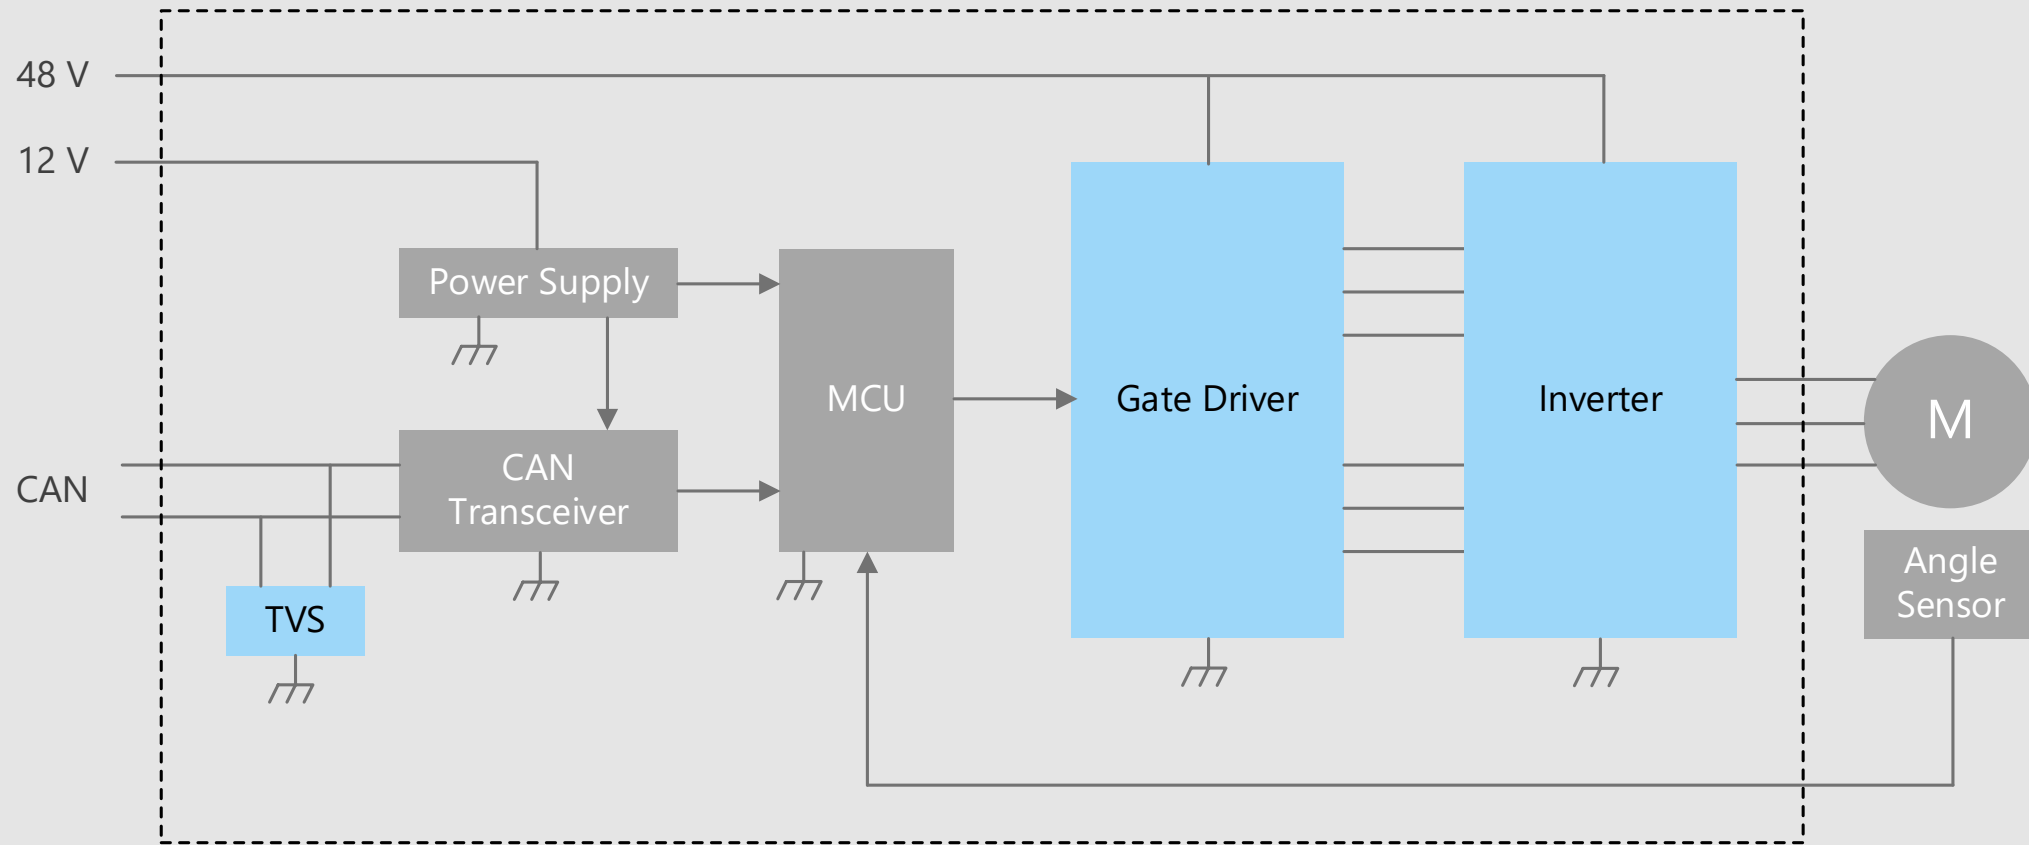 48 V
12 V
Power Supply
MCU
Gate Driver
Inverter
M
CAN
CAN
Transceiver
TVS
Angle
Sensor